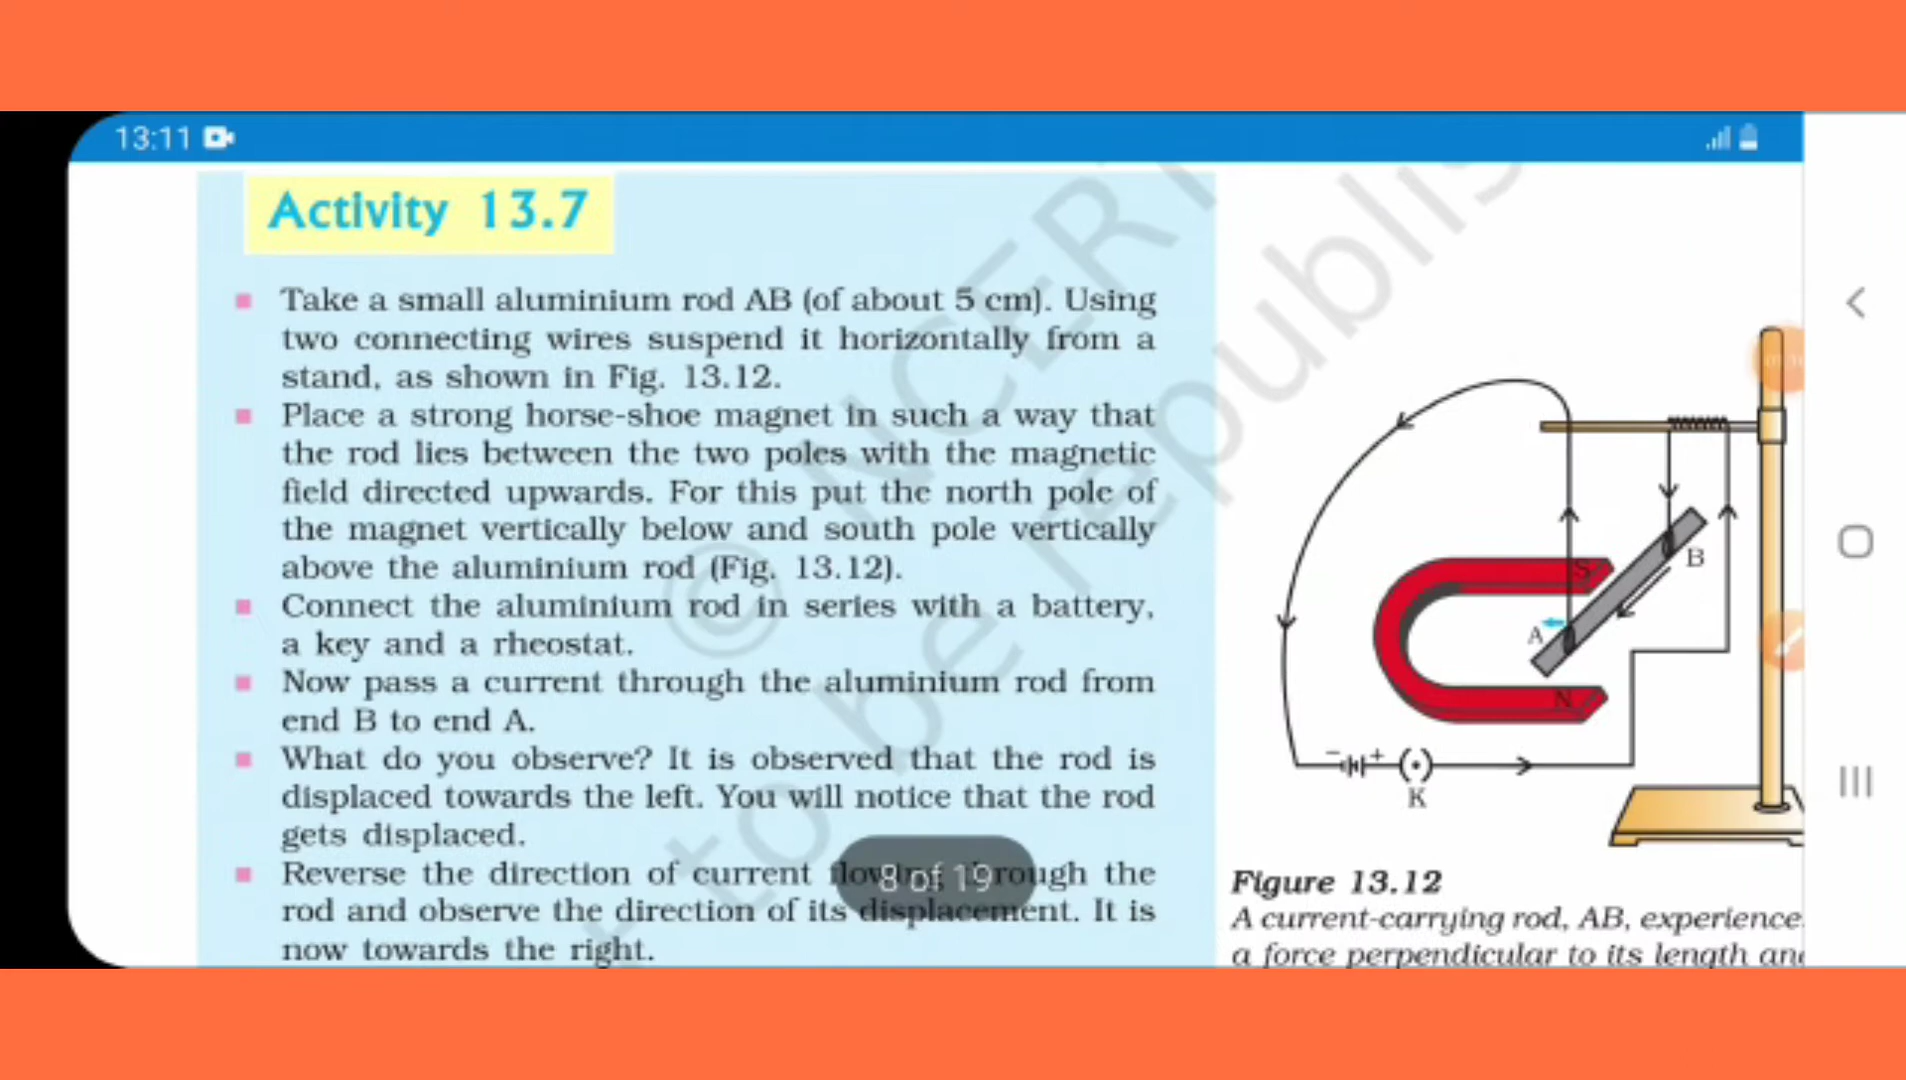 13:11
Activity 13.7
Take a small aluminium rod AB (of about 5 cm). Using
two connecting wires suspend it horizontally from a
stand, as shown in Fig. 13.12.
Place a strong horse-shoe magnet in such a way that
the rod lies between the two poles with the magnetic
field directed upwards. For this put the north pole of
the magnet vertically below and south pole vertically
above the aluminium rod (Fig. 13.12).
Connect the aluminium rod in series with a battery,
a key and a rheostat.
Now pass a current through the aluminium rod from
end B to end A.
What do you observe? It is observed that the rod is
displaced towards the left. You will notice that the rod
gets displaced.
Reverse the direction of current flowing through the
rod and observe the direction of its displacement. It is
now towards the right.
8 of 19
© NCERT
to be republis
S
B
A
N
− +
K
Figure 13.12
A current-carrying rod, AB, experience
a force perpendicular to its length an